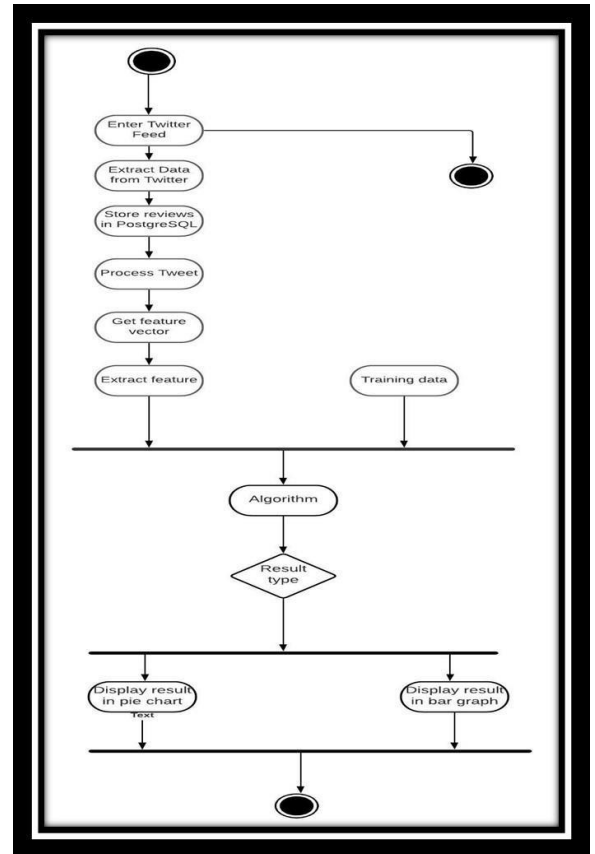 Enter Twitter
Feed
Extract Data
from Twitter
Store reviews
in PostgreSQL
Process Tweet
Get feature
vector
Extract feature
Training data
Algorithm
Result
type
Display result
in pie chart
Text
Display result
in bar graph